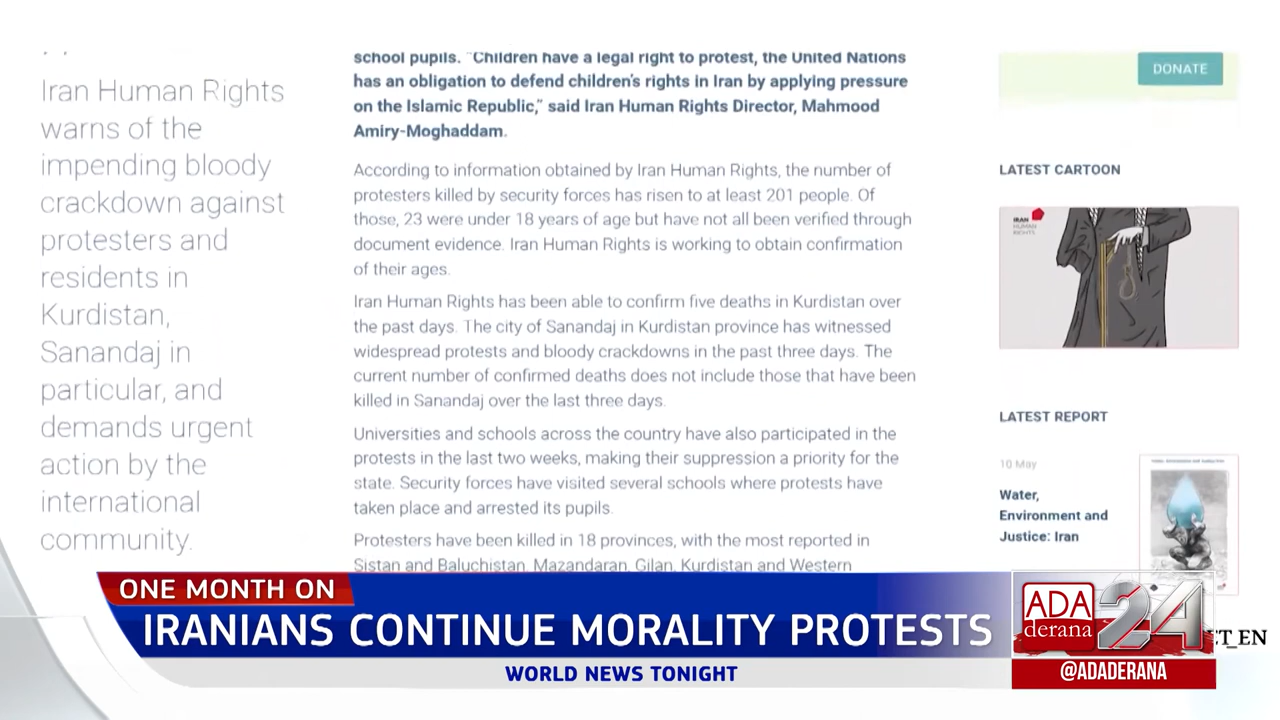 Iran Human Rights
warns of the
impending bloody
crackdown against
protesters and
residents in
Kurdistan,
Sanandaj in
particular, and
demands urgent
action by the
international
community.
school pupils. "Children have a legal right to protest, the United Nations
has an obligation to defend children's rights in Iran by applying pressure
on the Islamic Republic," said Iran Human Rights Director, Mahmood
Amiry-Moghaddam.
According to information obtained by Iran Human Rights, the number of
protesters killed by security forces has risen to at least 201 people. Of
those, 23 were under 18 years of age but have not all been verified through
document evidence. Iran Human Rights is working to obtain confirmation
of their ages.
Iran Human Rights has been able to confirm five deaths in Kurdistan over
the past days. The city of Sanandaj in Kurdistan province has witnessed
widespread protests and bloody crackdowns in the past three days. The
current number of confirmed deaths does not include those that have been
killed in Sanandaj over the last three days.
Universities and schools across the country have also participated in the
protests in the last two weeks, making their suppression a priority for the
state. Security forces have visited several schools where protests have
taken place and arrested its pupils.
Protesters have been killed in 18 provinces, with the most reported in
Sistan and Baluchistan, Mazandaran, Gilan, Kurdistan and Western
DONATE
LATEST CARTOON
IRAN
HUMAN
RIGHTS
LATEST REPORT
10 May
Water,
Environment and
Justice: Iran
ONE MONTH ON
IRANIANS CONTINUE MORALITY PROTESTS
WORLD NEWS TONIGHT
ADA
derana
24
@ADADERANA
EN